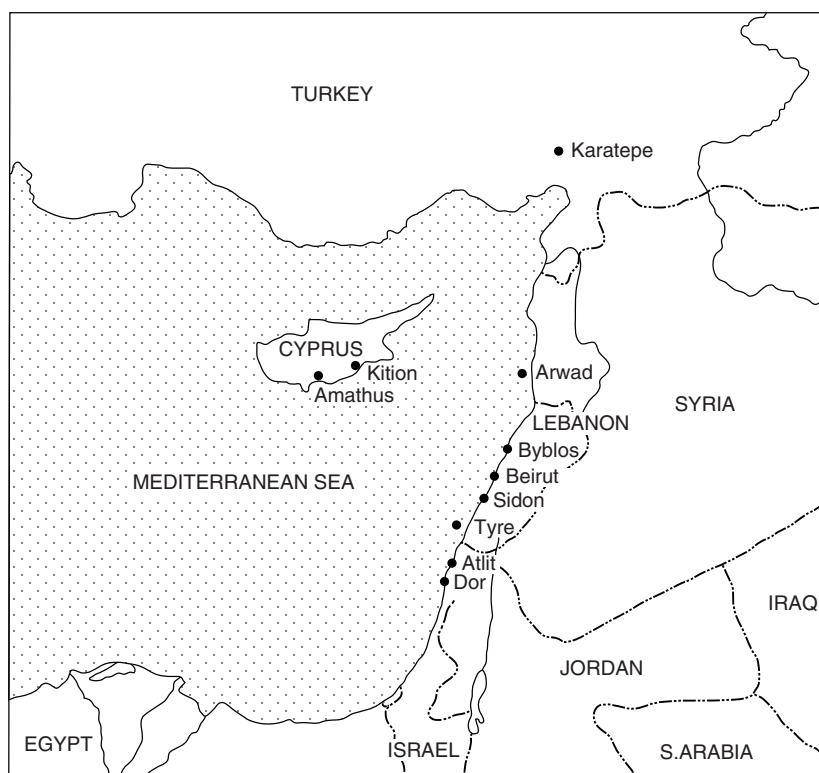 TURKEY
Karatepe
CYPRUS
Kition
Amathus
Arwad
SYRIA
LEBANON
Byblos
MEDITERRANEAN SEA
Beirut
Sidon
Tyre
Atlit
Dor
IRAQ
JORDAN
EGYPT
ISRAEL
S.ARABIA